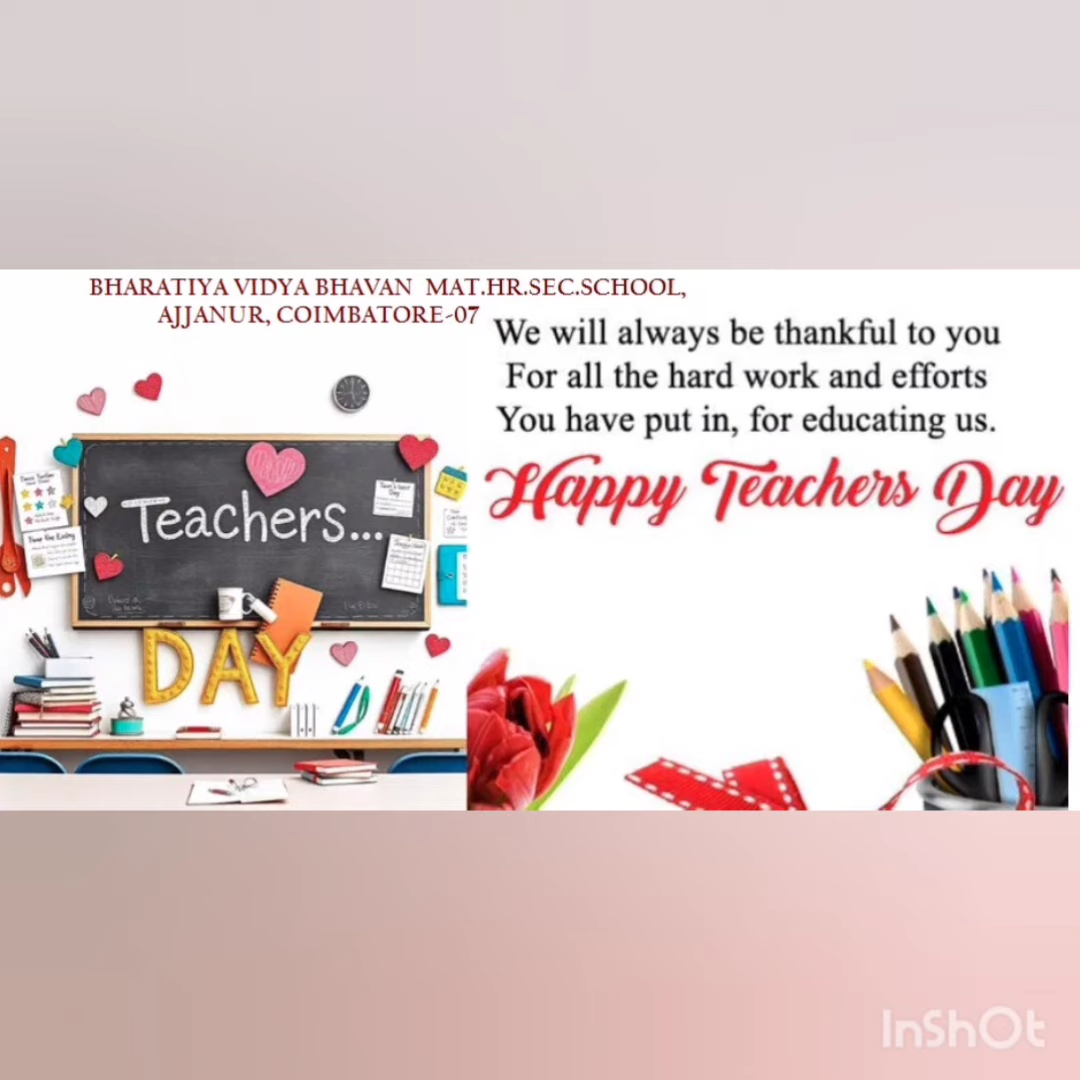 BHARATIYA VIDYA BHAVAN MAT.HR.SEC.SCHOOL,
AJJANUR, COIMBATORE-07
We will always be thankful to you
For all the hard work and efforts
You have put in, for educating us.
Happy Teachers Day
Teachers...
DAY
InShOt